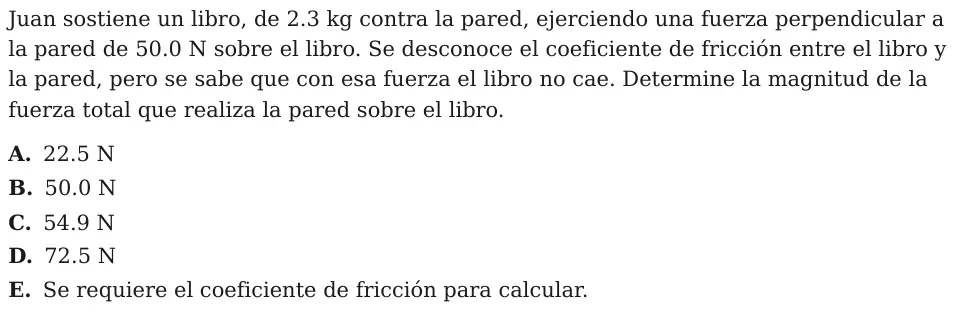 Juan sostiene un libro, de 2.3 kg contra la pared, ejerciendo una fuerza perpendicular a
la pared de 50.0 N sobre el libro. Se desconoce el coeficiente de fricción entre el libro y
la pared, pero se sabe que con esa fuerza el libro no cae. Determine la magnitud de la
fuerza total que realiza la pared sobre el libro.
A. 22.5 N
B. 50.0 N
C. 54.9 N
D. 72.5 N
E. Se requiere el coeficiente de fricción para calcular.